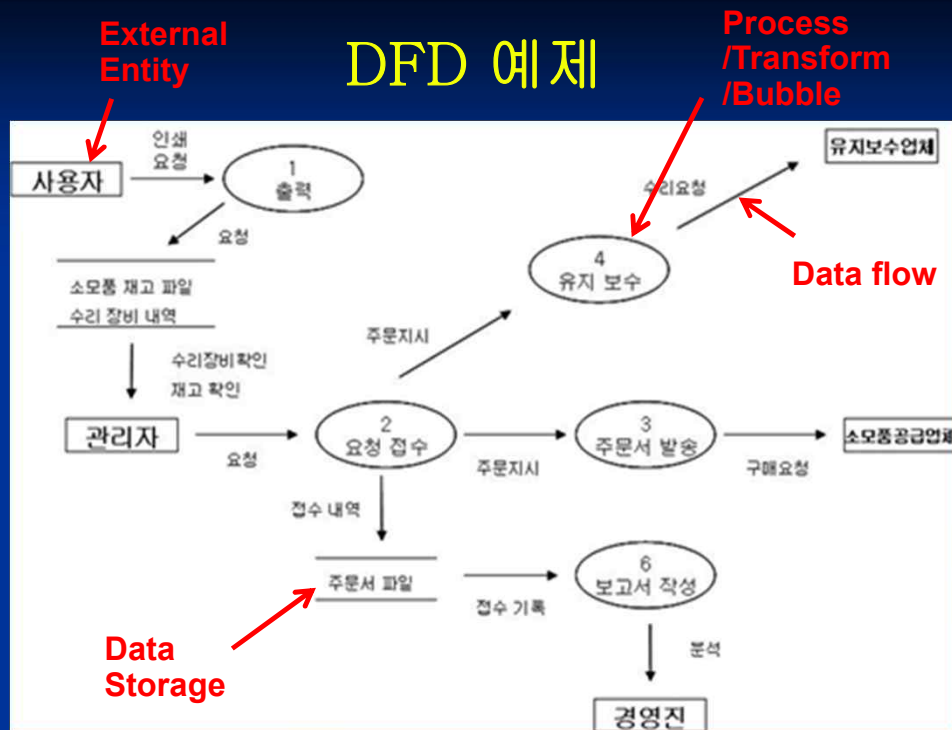 External
Entity
DFD 예제
Process
/Transform
/Bubble
인쇄
요청
사용자
1
출력
유지보수업체
수리요청
요청
4
유지 보수
Data flow
소모품 재고 파일
수리 장비 내역
주문지시
수리장비확인
재고 확인
관리자
요청
2
요청 접수
주문지시
3
주문서 발송
구매요청
소모품공급업체
접수 내역
주문서 파일
접수 기록
6
보고서 작성
Data
Storage
분석
경영진